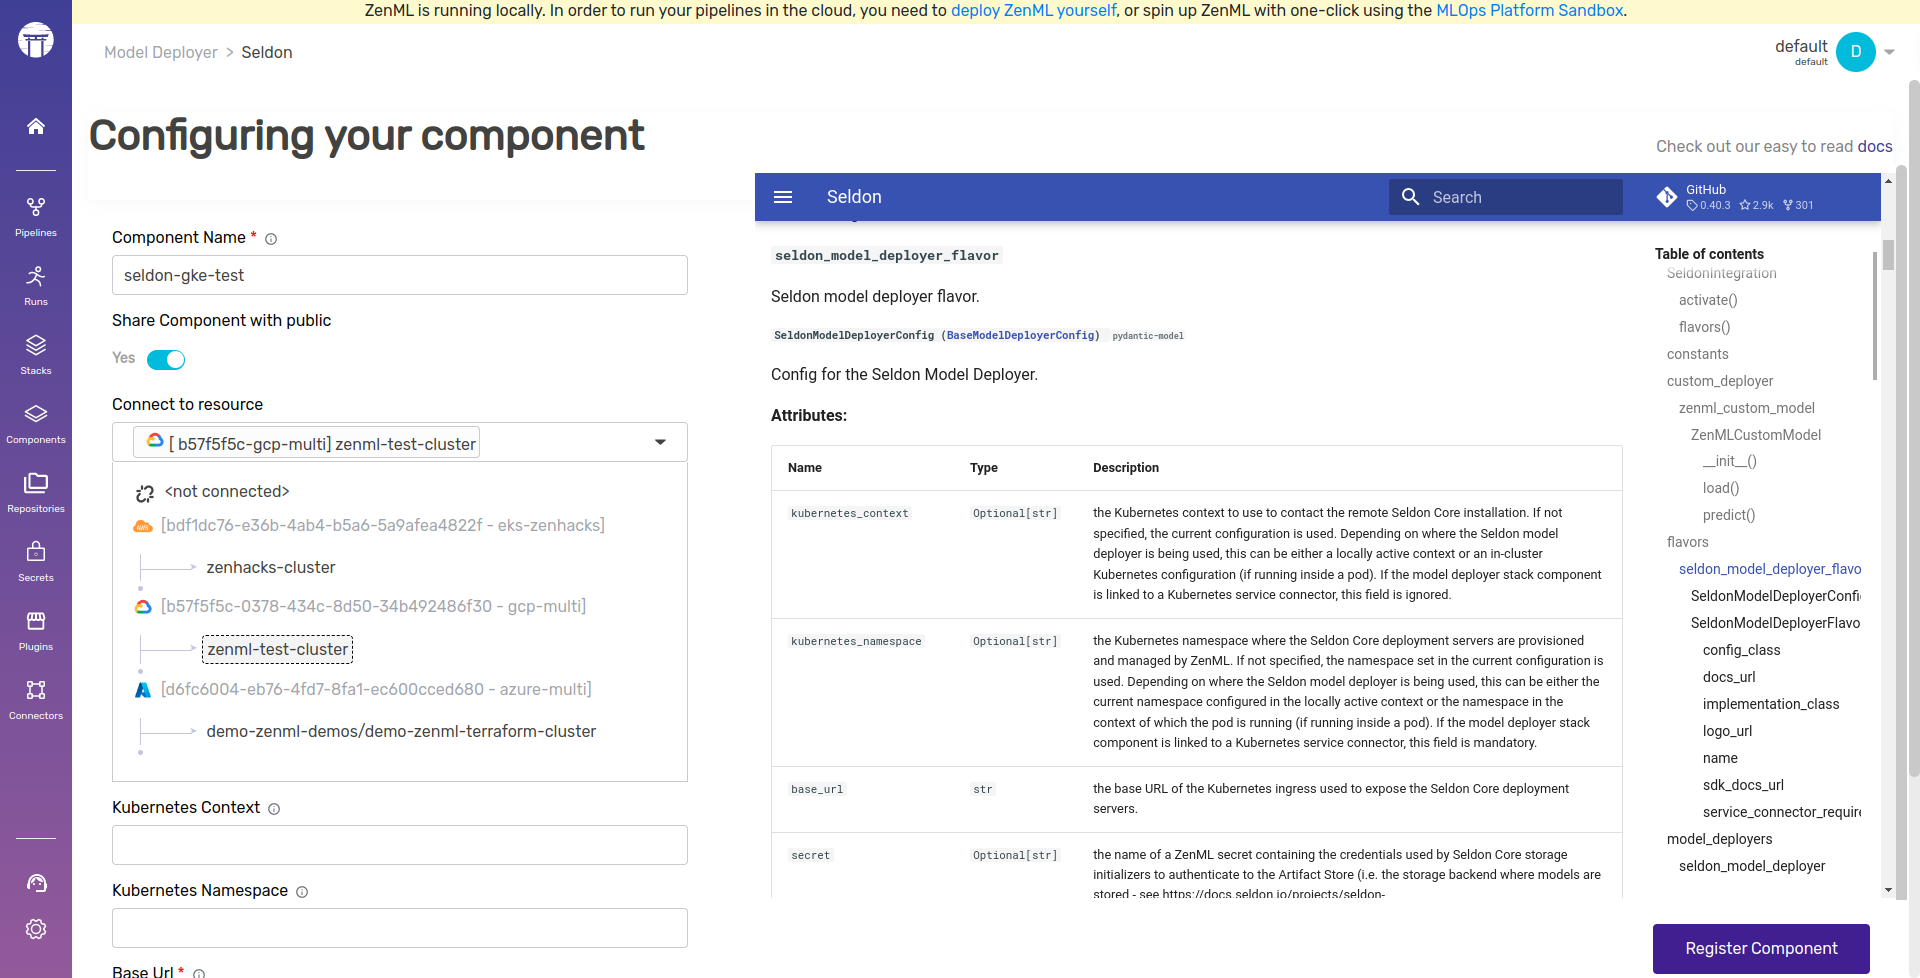 ZenML is running locally. In order to run your pipelines in the cloud, you need to deploy ZenML yourself, or spin up ZenML with one-click using the MLOps Platform Sandbox.
Model Deployer > Seldon
default
default
D
Configuring your component
Check out our easy to read docs
Pipelines
Runs
Stacks
Components
Repositories
Secrets
Plugins
Connectors
Component Name *
seldon-gke-test
Share Component with public
Yes
Connect to resource
[ b57f5f5c-gcp-multi] zenml-test-cluster
<not connected>
aws
[bdf1dc76-e36b-4ab4-b5a6-5a9afea4822f - eks-zenhacks]
zenhacks-cluster
[b57f5f5c-0378-434c-8d50-34b492486f30 - gcp-multi]
zenml-test-cluster
[d6fc6004-eb76-4fd7-8fa1-ec600cced680 - azure-multi]
demo-zenml-demos/demo-zenml-terraform-cluster
Kubernetes Context
Kubernetes Namespace
Base Url *
Seldon
Search
GitHub
0.40.3 2.9k 301
seldon_model_deployer_flavor
Seldon model deployer flavor.
SeldonModelDeployerConfig (BaseModelDeployerConfig) pydantic-model
Config for the Seldon Model Deployer.
Attributes:
Name Type Description
kubernetes_context Optional[str] the Kubernetes context to use to contact the remote Seldon Core installation. If not
specified, the current configuration is used. Depending on where the Seldon model
deployer is being used, this can be either a locally active context or an in-cluster
Kubernetes configuration (if running inside a pod). If the model deployer stack component
is linked to a Kubernetes service connector, this field is ignored.
kubernetes_namespace Optional[str] the Kubernetes namespace where the Seldon Core deployment servers are provisioned
and managed by ZenML. If not specified, the namespace set in the current configuration is
used. Depending on where the Seldon model deployer is being used, this can be either the
current namespace configured in the locally active context or the namespace in the
context of which the pod is running (if running inside a pod). If the model deployer stack
component is linked to a Kubernetes service connector, this field is mandatory.
base_url str the base URL of the Kubernetes ingress used to expose the Seldon Core deployment
servers.
secret Optional[str] the name of a ZenML secret containing the credentials used by Seldon Core storage
initializers to authenticate to the Artifact Store (i.e. the storage backend where models are
stored - see https://docs.seldon.io/projects/seldon-
Table of contents
SeldonIntegration
activate()
flavors()
constants
custom_deployer
zenml_custom_model
ZenMLCustomModel
__init__()
load()
predict()
flavors
seldon_model_deployer_flavo
SeldonModelDeployerConfi
SeldonModelDeployerFlavo
config_class
docs_url
implementation_class
logo_url
name
sdk_docs_url
service_connector_require
model_deployers
seldon_model_deployer
Register Component